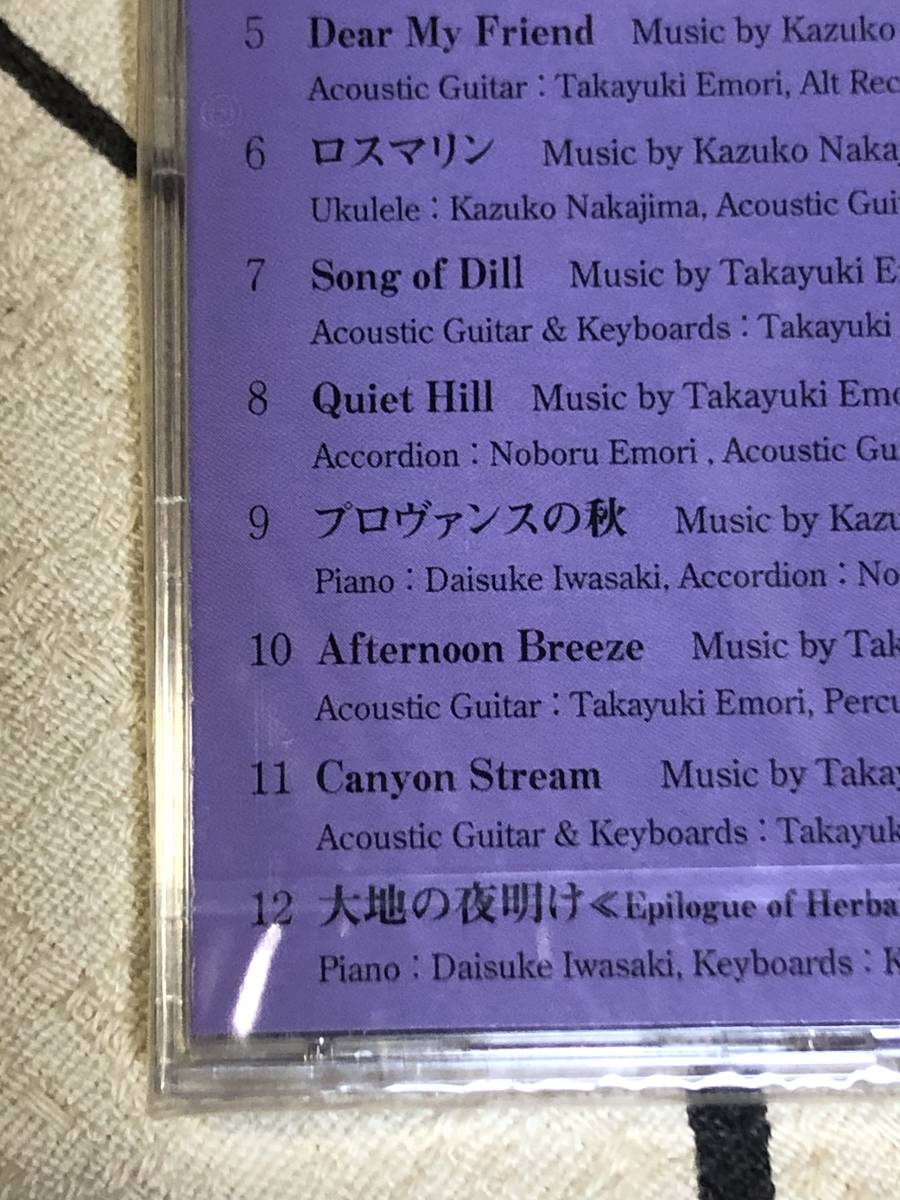 5 Dear My Friend Music by Kazuko
Acoustic Guitar : Takayuki Emori, Alt Rec
6 ロスマリン Music by Kazuko Naka
Ukulele : Kazuko Nakajima, Acoustic Gui
7 Song of Dill Music by Takayuki E
Acoustic Guitar & Keyboards : Takayuki
8 Quiet Hill Music by Takayuki Emo
Accordion : Noboru Emori , Acoustic Gu
9 プロヴァンスの秋 Music by Kazu
Piano : Daisuke Iwasaki, Accordion : No
10 Afternoon Breeze Music by Tak
Acoustic Guitar : Takayuki Emori, Percu
11 Canyon Stream Music by Takay
Acoustic Guitar & Keyboards : Takayuk
12 大地の夜明け≪Epilogue of Herba
Piano : Daisuke Iwasaki, Keyboards : K